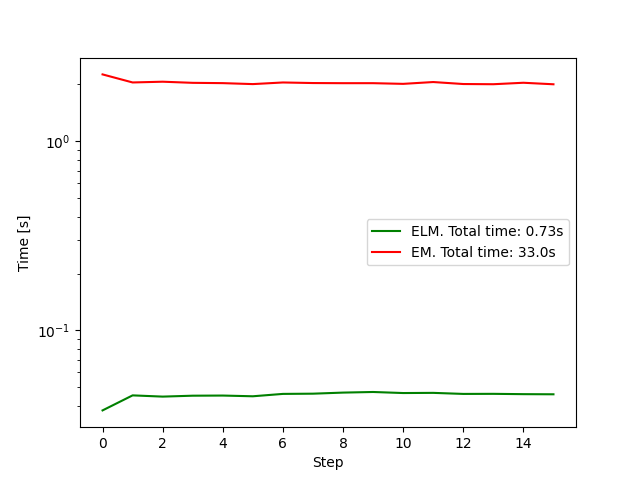 Time [s]
10^0
10^-1
ELM. Total time: 0.73s
EM. Total time: 33.0s
0 2 4 6 8 10 12 14
Step